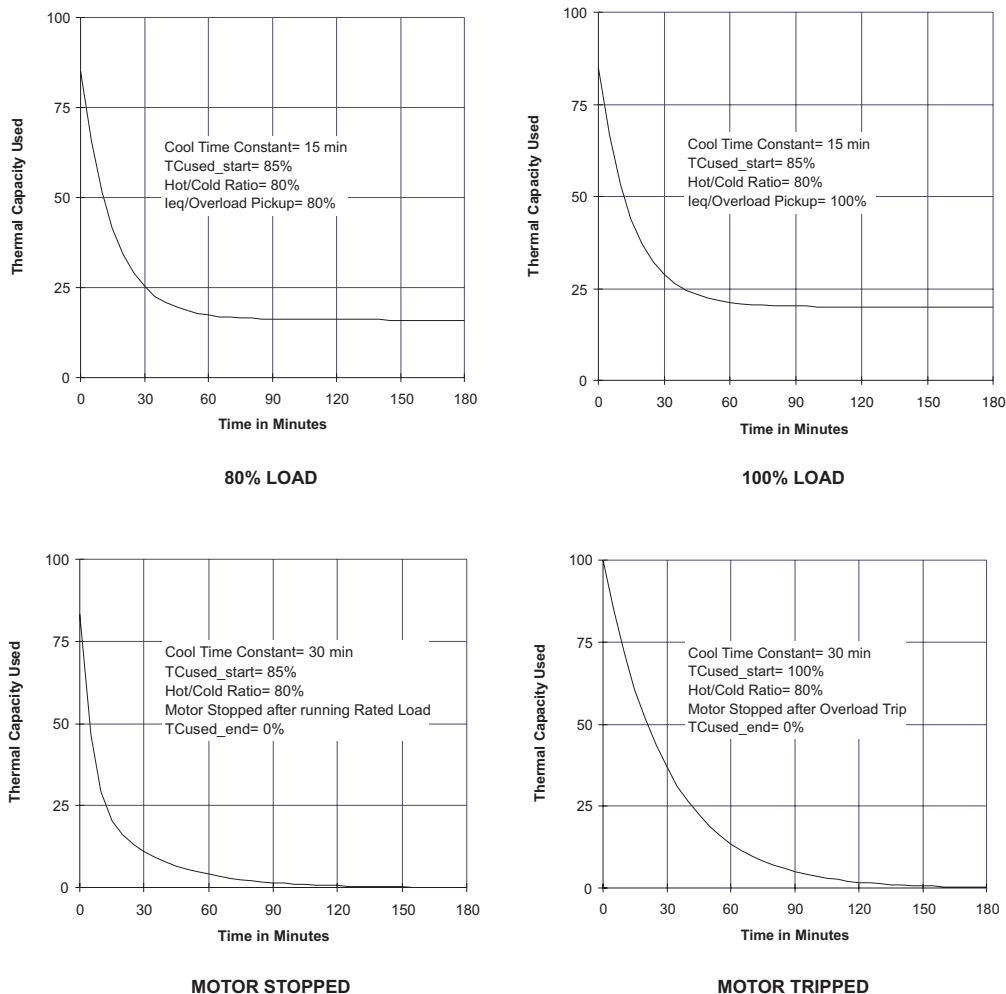 100
75
50
25
0
Thermal Capacity Used
Cool Time Constant= 15 min
TCused_start= 85%
Hot/Cold Ratio= 80%
Ieq/Overload Pickup= 80%
0 30 60 90 120 150 180
Time in Minutes
80% LOAD
100
75
50
25
0
Thermal Capacity Used
Cool Time Constant= 15 min
TCused_start= 85%
Hot/Cold Ratio= 80%
Ieq/Overload Pickup= 100%
0 30 60 90 120 150 180
Time in Minutes
100% LOAD
100
75
50
25
0
Thermal Capacity Used
Cool Time Constant= 30 min
TCused_start= 85%
Hot/Cold Ratio= 80%
Motor Stopped after running Rated Load
TCused_end= 0%
0 30 60 90 120 150 180
Time in Minutes
MOTOR STOPPED
100
75
50
25
0
Thermal Capacity Used
Cool Time Constant= 30 min
TCused_start= 100%
Hot/Cold Ratio= 80%
Motor Stopped after Overload Trip
TCused_end= 0%
0 30 60 90 120 150 180
Time in Minutes
MOTOR TRIPPED